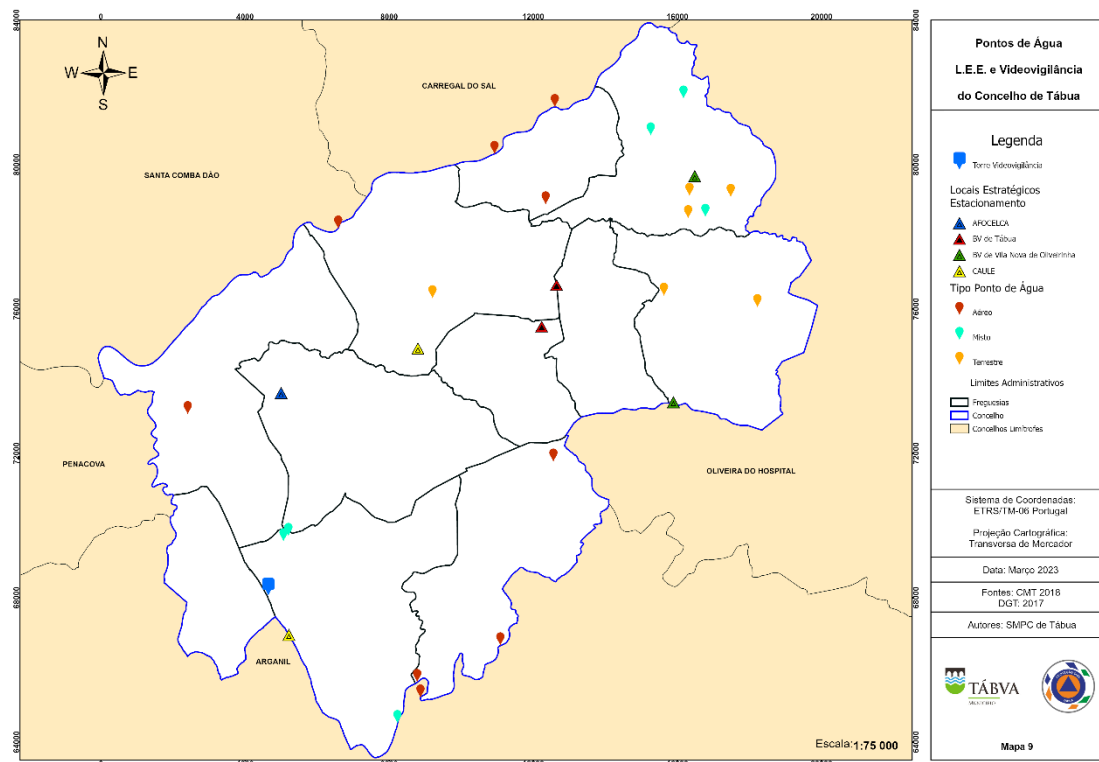 4000
8000
12000
16000
20000
84000
80000
76000
72000
68000
64000
N
W
E
S
CARREGAL DO SAL
SANTA COMBA DÃO
PENACOVA
OLIVEIRA DO HOSPITAL
ARGANIL
0
Escala:1:75 000
Pontos de Água
L.E.E. e Videovigilância
do Concelho de Tábua
Legenda
Torre Videovigilância
Locais Estratégicos
Estacionamento
AFOCELCA
BV de Tábua
BV de Vila Nova de Oliveirinha
CAULE
Tipo Ponto de Água
Aéreo
Misto
Terrestre
Limites Administrativos
Freguesias
Concelho
Concelhos Limítrofes
Sistema de Coordenadas:
ETRS/TM-06 Portugal
Projeção Cartográfica:
Transversa de Mercador
Data: Março 2023
Fontes: CMT 2018
DGT: 2017
Autores: SMPC de Tábua
TÁBVA
Mapa 9